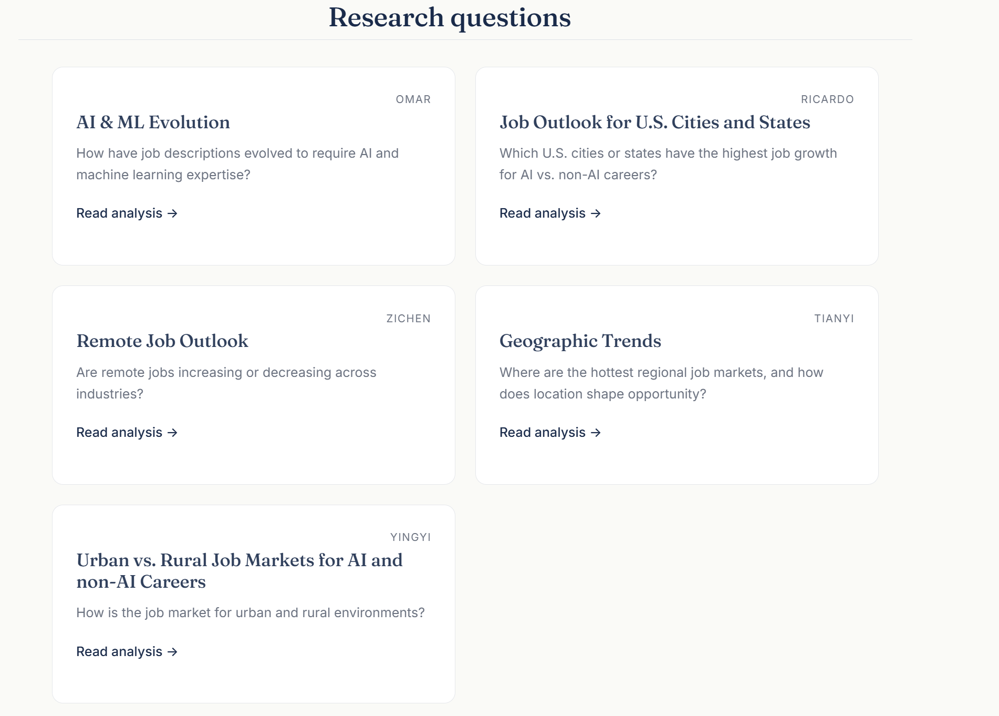 Research questions
OMAR
AI & ML Evolution
How have job descriptions evolved to require AI and
machine learning expertise?
Read analysis →
RICARDO
Job Outlook for U.S. Cities and States
Which U.S. cities or states have the highest job growth
for AI vs. non-AI careers?
Read analysis →
ZICHEN
Remote Job Outlook
Are remote jobs increasing or decreasing across
industries?
Read analysis →
TIANYI
Geographic Trends
Where are the hottest regional job markets, and how
does location shape opportunity?
Read analysis →
YINGYI
Urban vs. Rural Job Markets for AI and
non-AI Careers
How is the job market for urban and rural environments?
Read analysis →